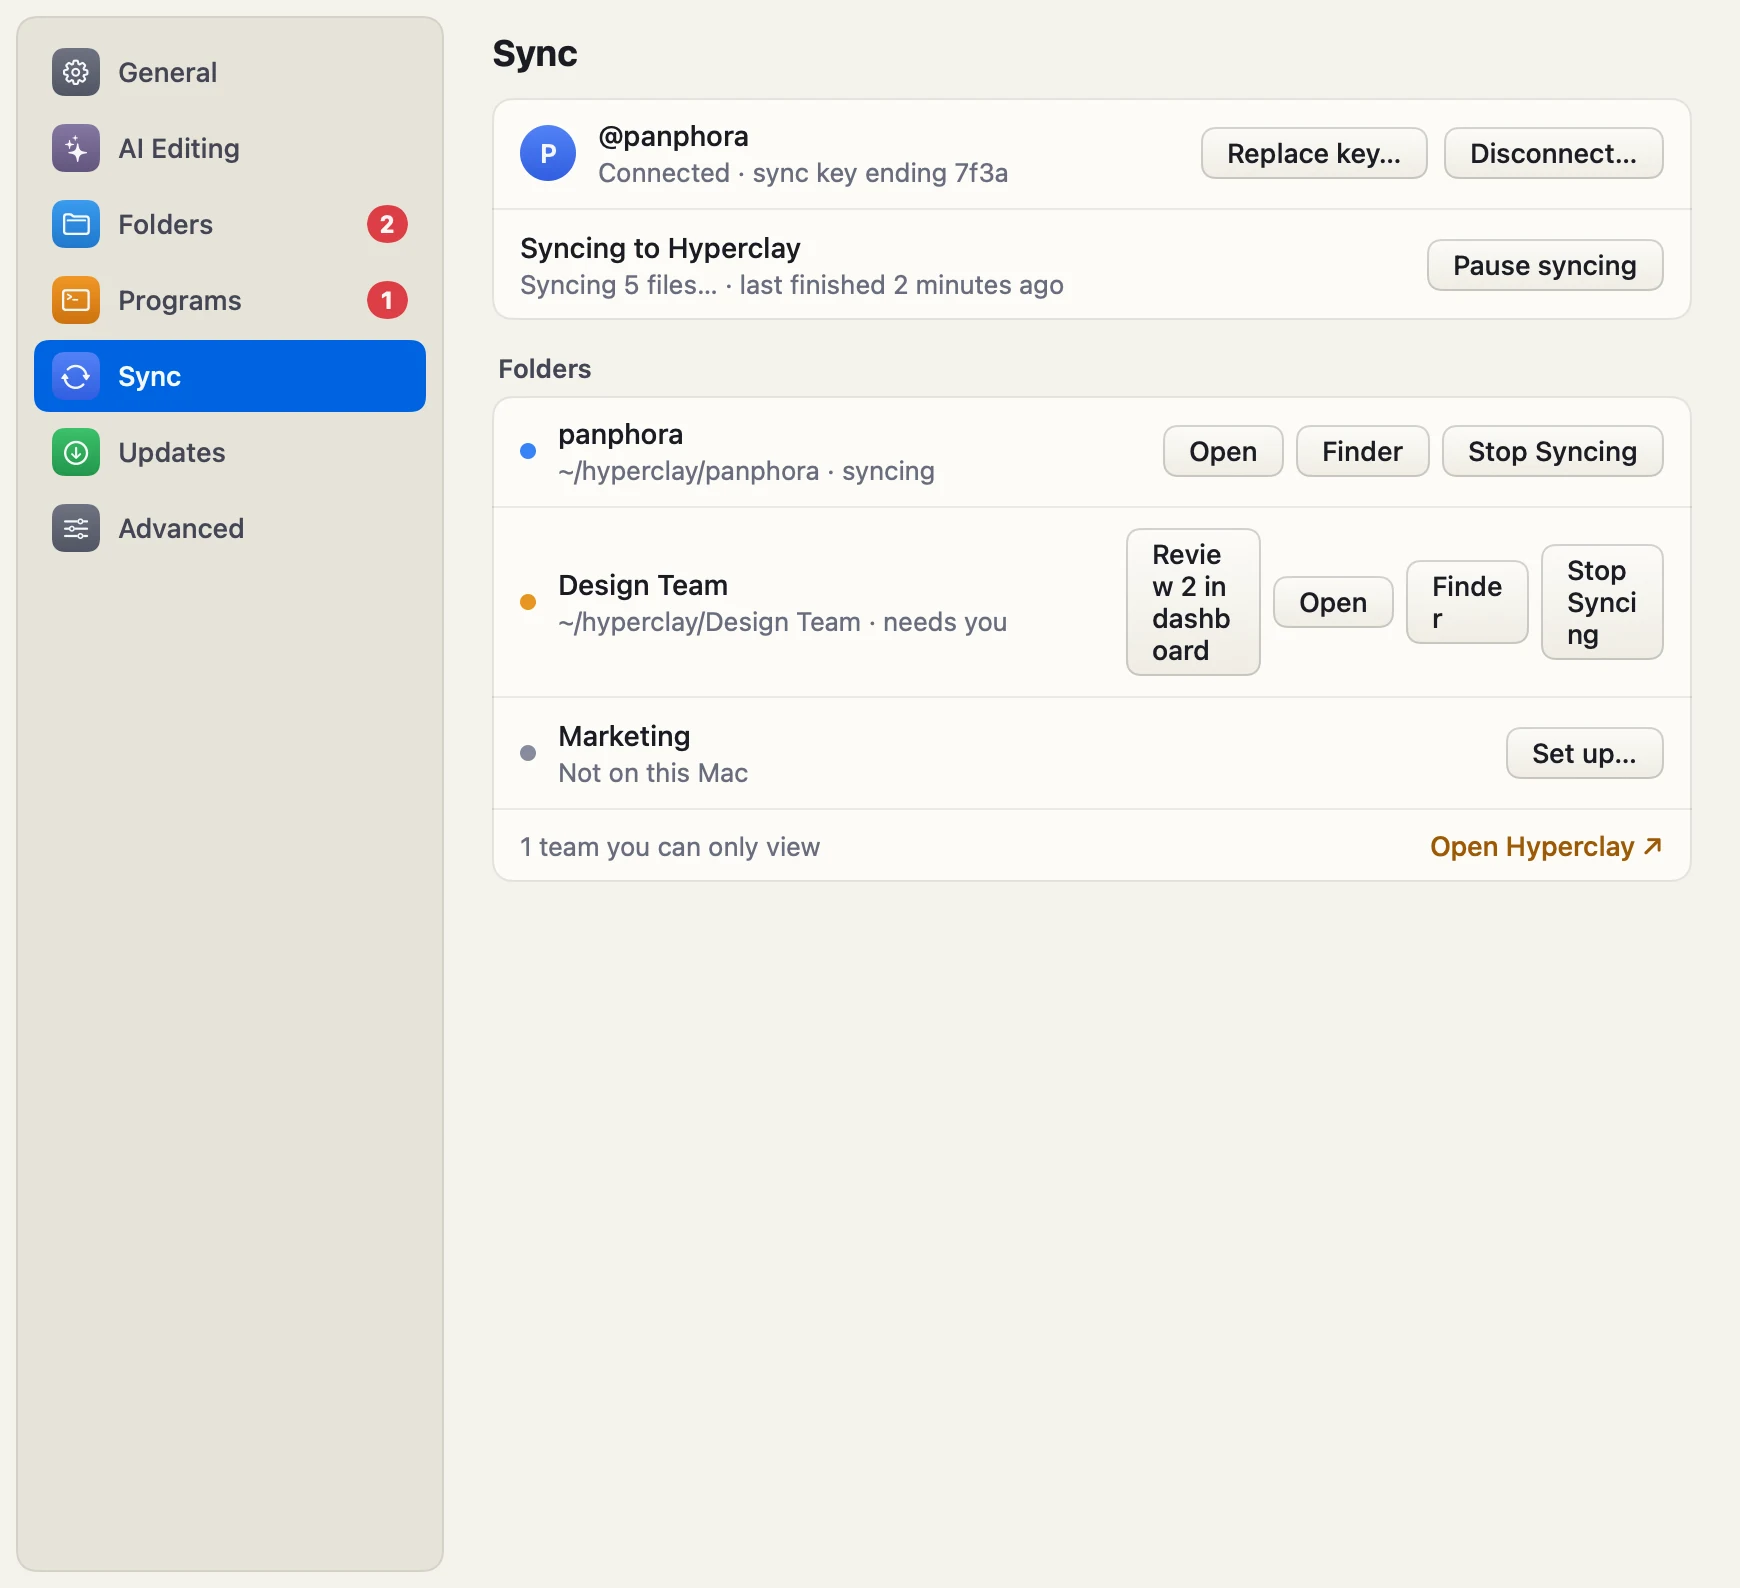 General
AI Editing
Folders 2
Programs 1
Sync
Updates
Advanced
Sync
P
@panphora
Connected · sync key ending 7f3a
Replace key...
Disconnect...
Syncing to Hyperclay
Syncing 5 files... · last finished 2 minutes ago
Pause syncing
Folders
panphora
~/hyperclay/panphora · syncing
Open
Finder
Stop Syncing
Design Team
~/hyperclay/Design Team · needs you
Revie
w 2 in
dashb
oard
Open
Finde
r
Stop
Synci
ng
Marketing
Not on this Mac
Set up...
1 team you can only view
Open Hyperclay ↗